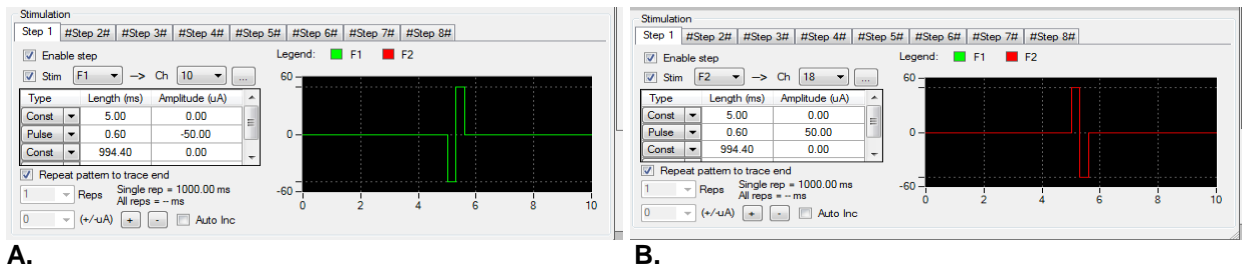 Stimulation
Step 1 #Step 2# #Step 3# #Step 4# #Step 5# #Step 6# #Step 7# #Step 8#
Enable step
Legend: F1 F2
Stim F1 --> Ch 10 ...
Type Length (ms) Amplitude (uA)
Const 5.00 0.00
Pulse 0.60 -50.00
Const 994.40 0.00
Repeat pattern to trace end
1 Reps Single rep = 1000.00 ms
All reps = -- ms
0 (+/-uA) + - Auto Inc
60
0
-60
0 2 4 6 8 10
A.
Stimulation
Step 1 #Step 2# #Step 3# #Step 4# #Step 5# #Step 6# #Step 7# #Step 8#
Enable step
Legend: F1 F2
Stim F2 --> Ch 18 ...
Type Length (ms) Amplitude (uA)
Const 5.00 0.00
Pulse 0.60 50.00
Const 994.40 0.00
Repeat pattern to trace end
1 Reps Single rep = 1000.00 ms
All reps = -- ms
0 (+/-uA) + - Auto Inc
60
0
-60
0 2 4 6 8 10
B.